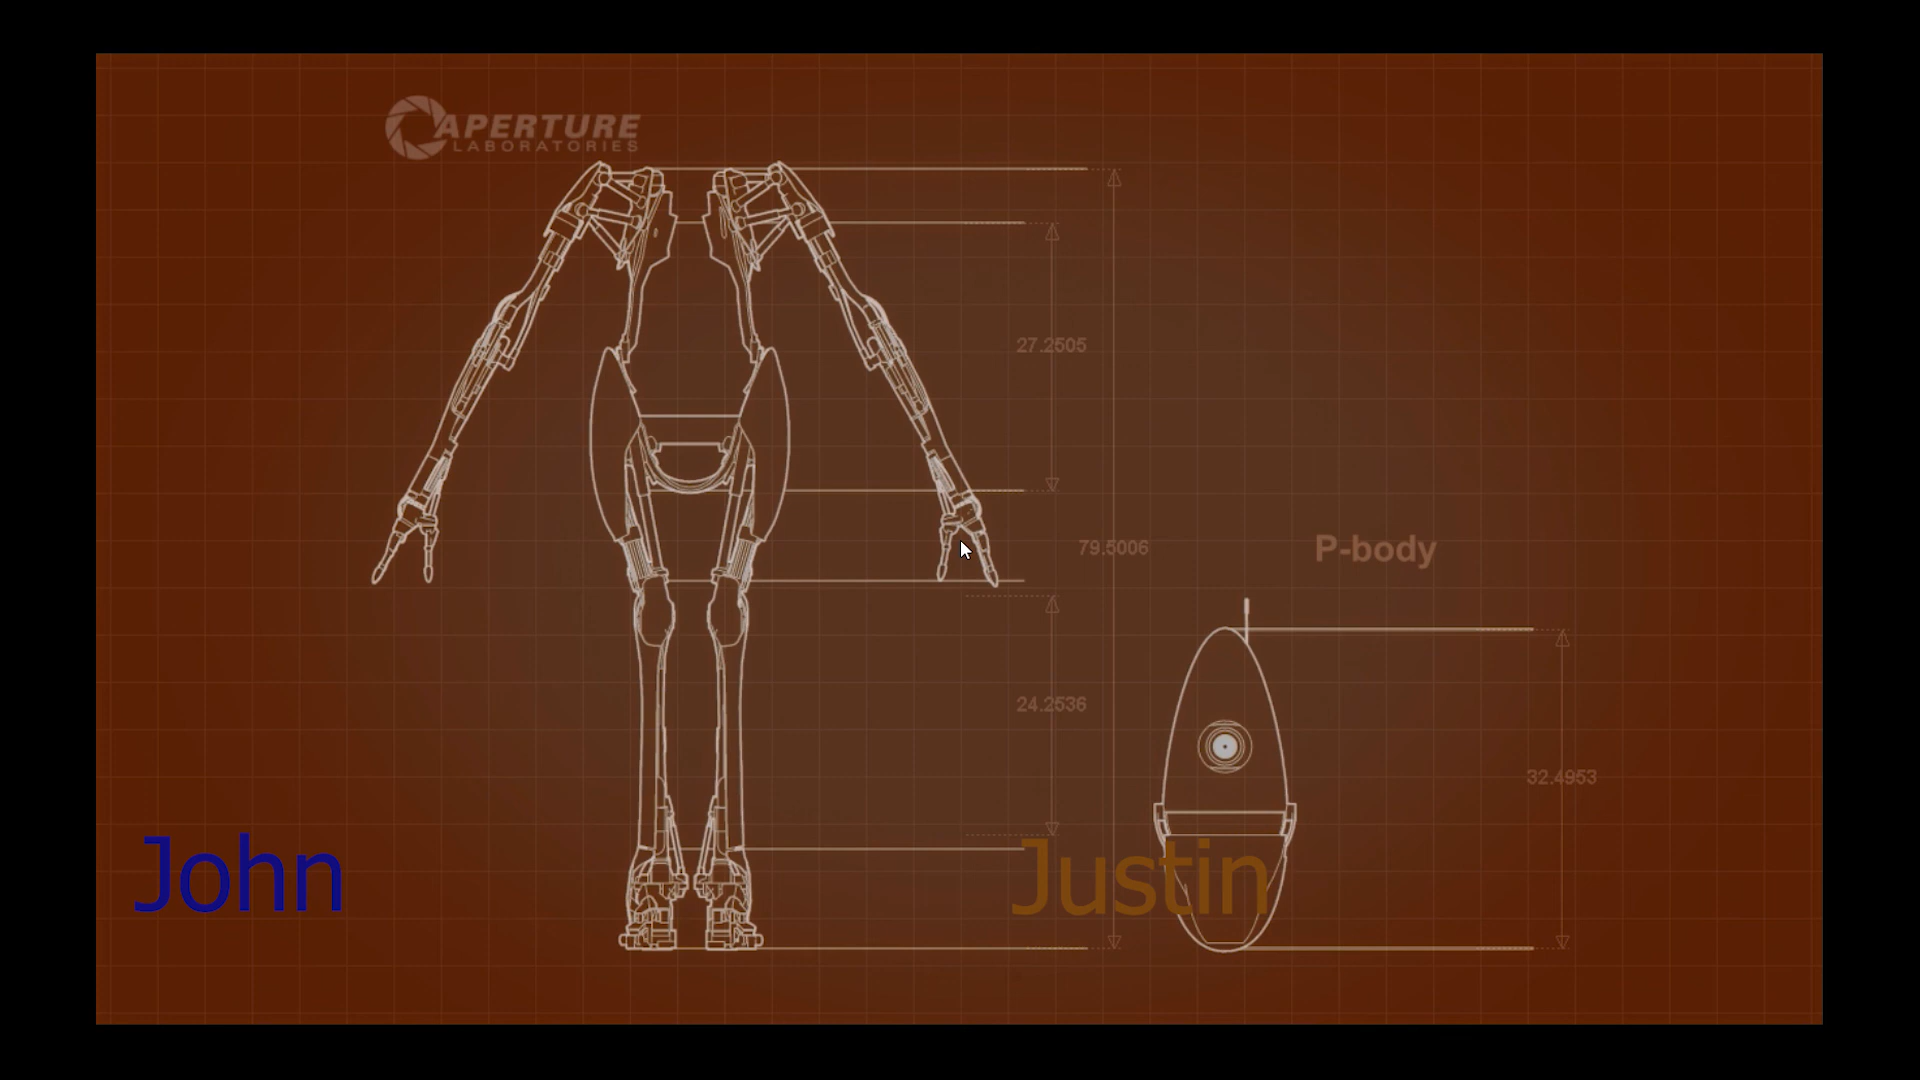 APERTURE
LABORATORIES
27.2505
79.5006
P-body
24.2536
32.4953
John
Justin